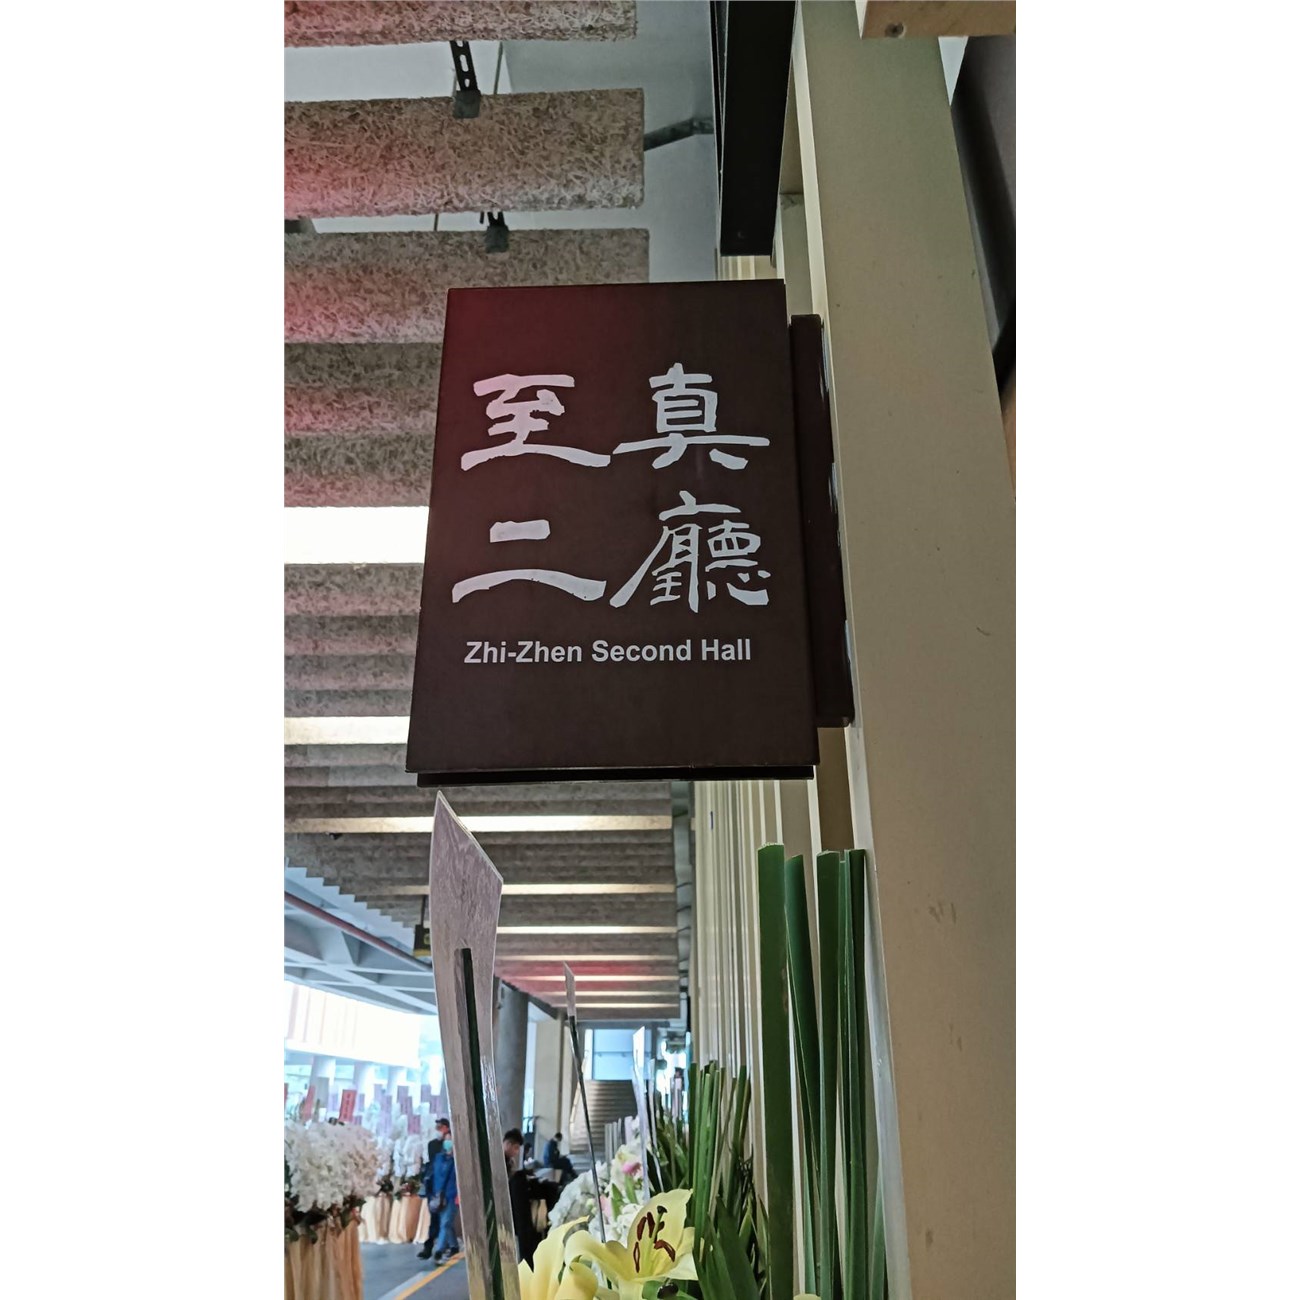 至真
二廳
Zhi-Zhen Second Hall